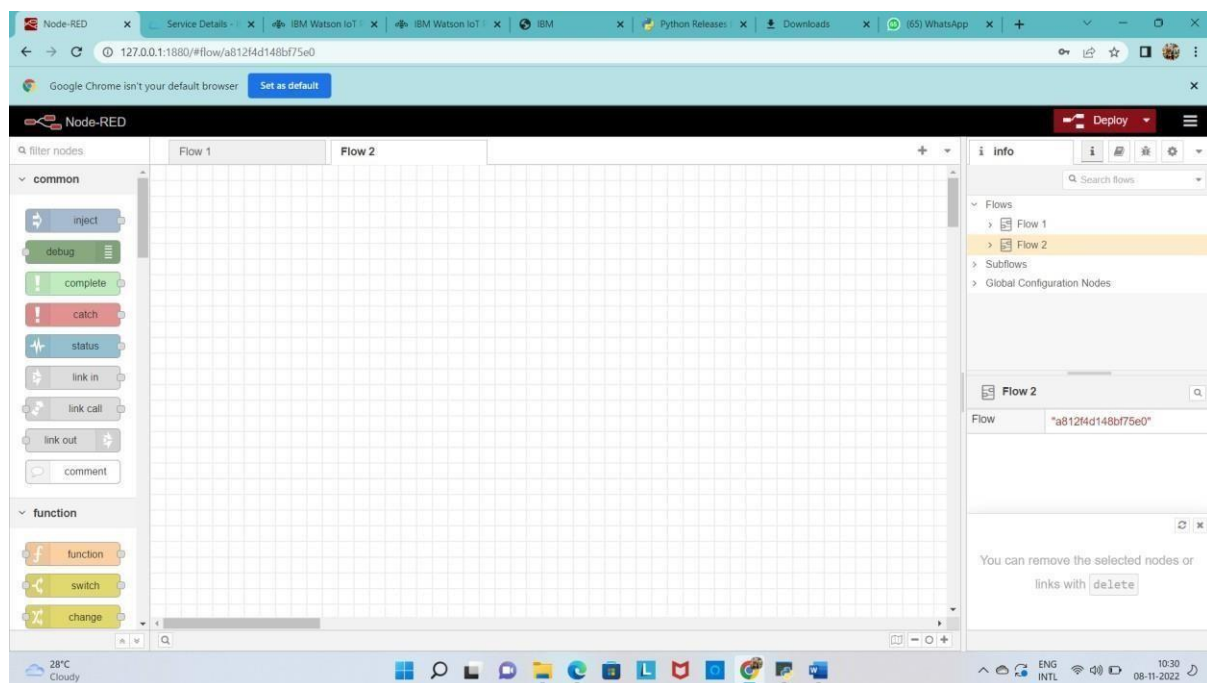 Node-RED
Service Details -
IBM Watson IoT
IBM Watson IoT
IBM
Python Releases
Downloads
(65) WhatsApp
127.0.0.1:1880/#flow/a812f4d148bf75e0
Google Chrome isn't your default browser
Set as default
Node-RED
Deploy
filter nodes
Flow 1
Flow 2
i info
i
Search flows
common
inject
debug
complete
catch
status
link in
link call
link out
comment
function
function
switch
change
Flows
Flow 1
Flow 2
Subflows
Global Configuration Nodes
Flow 2
Flow "a812f4d148bf75e0"
You can remove the selected nodes or
links with delete
28°C
Cloudy
ENG
INTL
10:30
08-11-2022